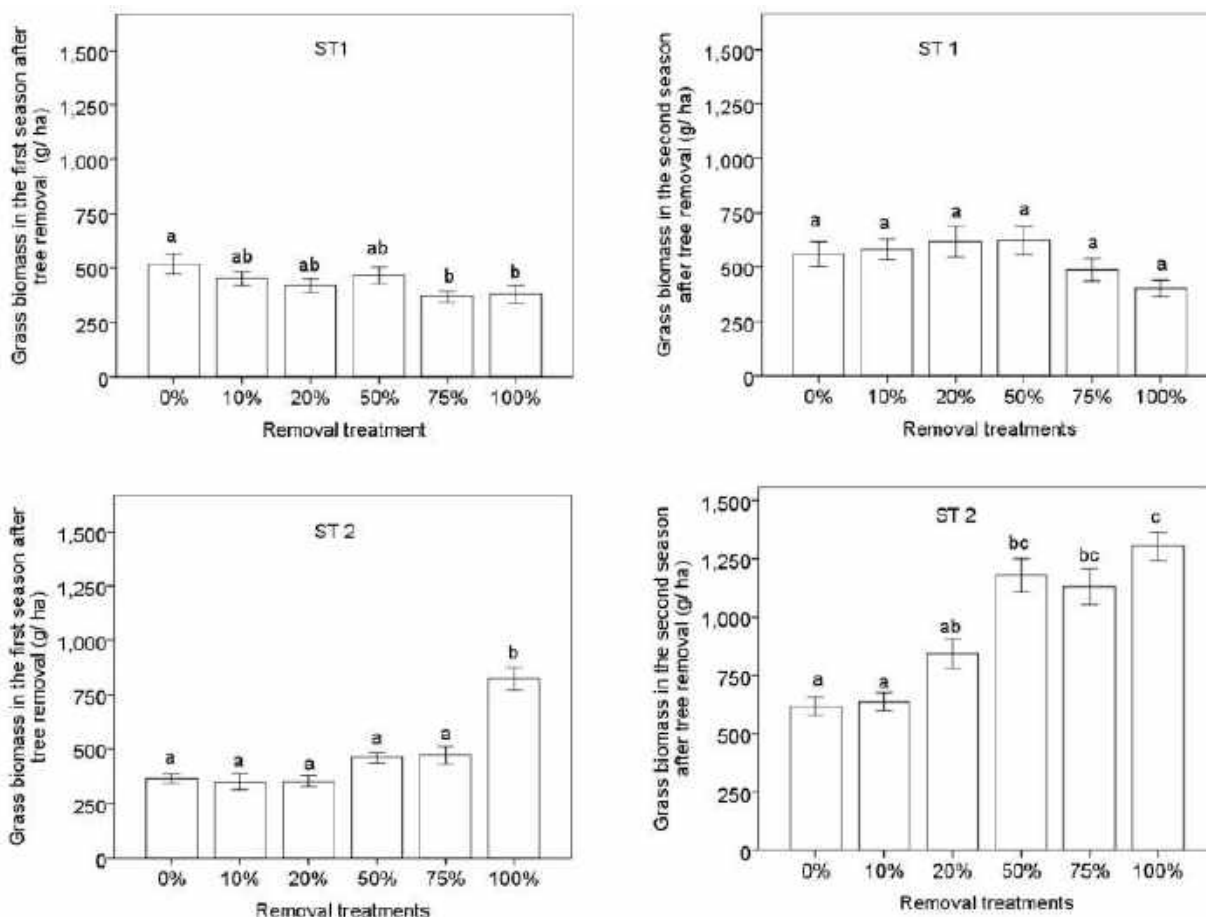 Grass biomass in the first season after
tree removal (g/ ha)
ST1
1,500
1,250
1,000
750
500
250
0
a
ab
ab
ab
b
b
0% 10% 20% 50% 75% 100%
Removal treatment
Grass biomass in the second season
after tree removal (g/ ha)
ST 1
1,500
1,250
1,000
750
500
250
0
a
a
a
a
a
a
0% 10% 20% 50% 75% 100%
Removal treatments
Grass biomass in the first season after
tree removal (g/ ha)
ST 2
1,500
1,250
1,000
750
500
250
0
a
a
a
a
a
b
0% 10% 20% 50% 75% 100%
Removal treatments
Grass biomass in the second season
after tree removal (g/ ha)
ST 2
1,500
1,250
1,000
750
500
250
0
a
a
ab
bc
bc
c
0% 10% 20% 50% 75% 100%
Removal treatments